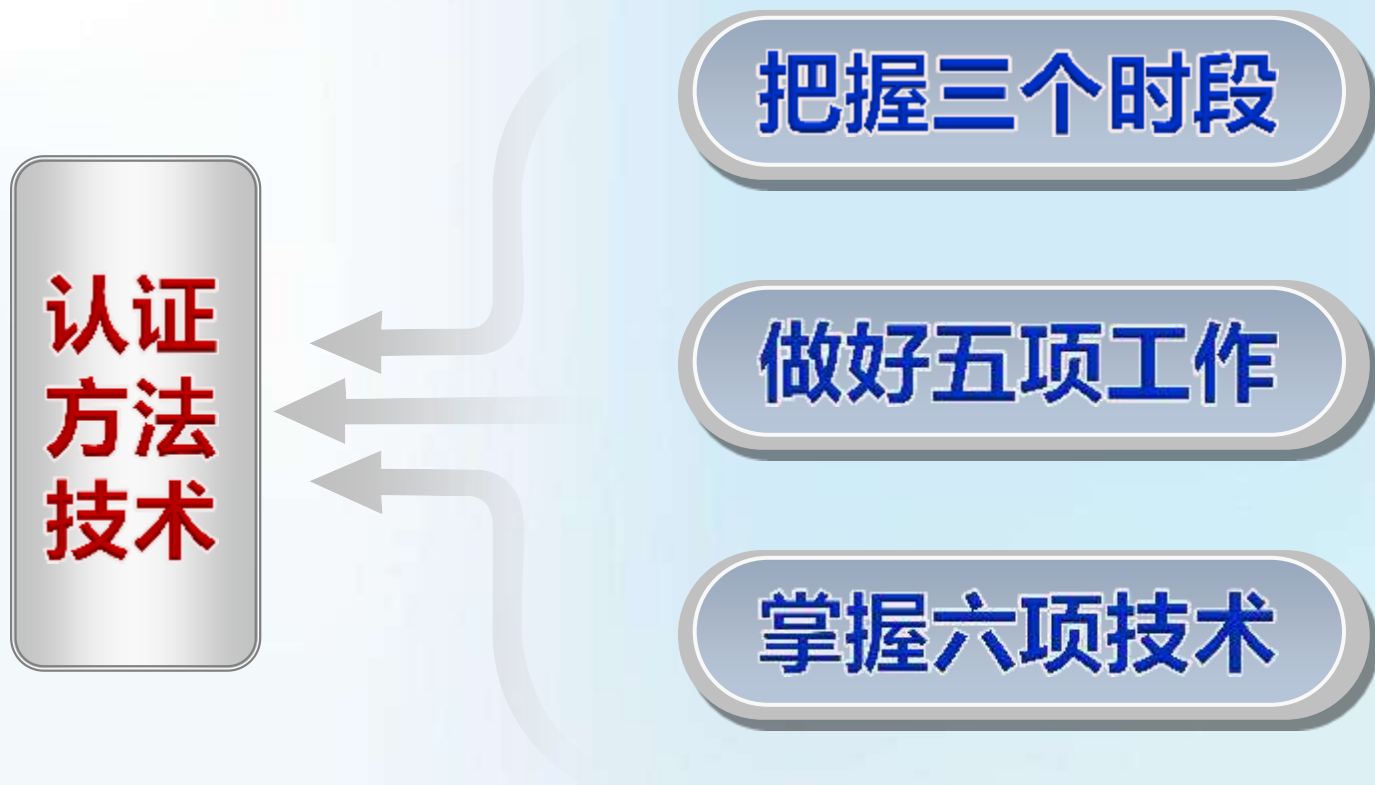 认证
方法
技术
把握三个时段
做好五项工作
掌握六项技术